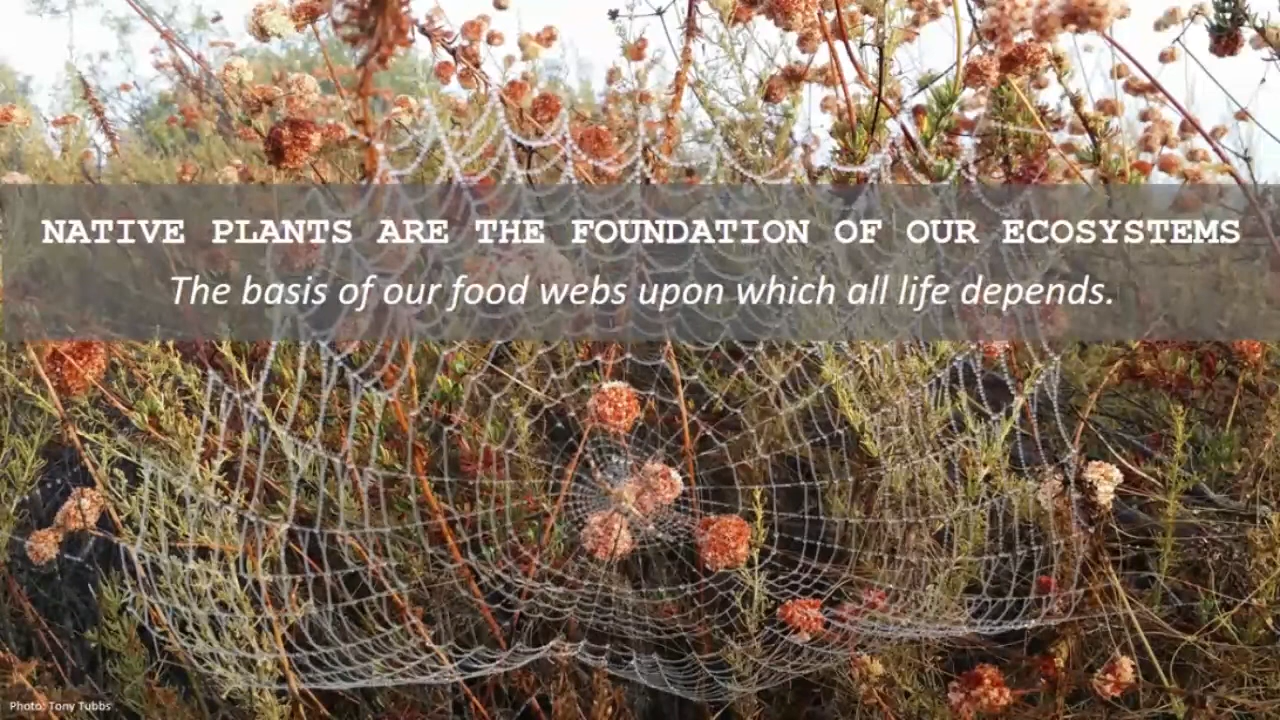 NATIVE PLANTS ARE THE FOUNDATION OF OUR ECOSYSTEMS
The basis of our food webs upon which all life depends.
Photo: Tony Tubbs